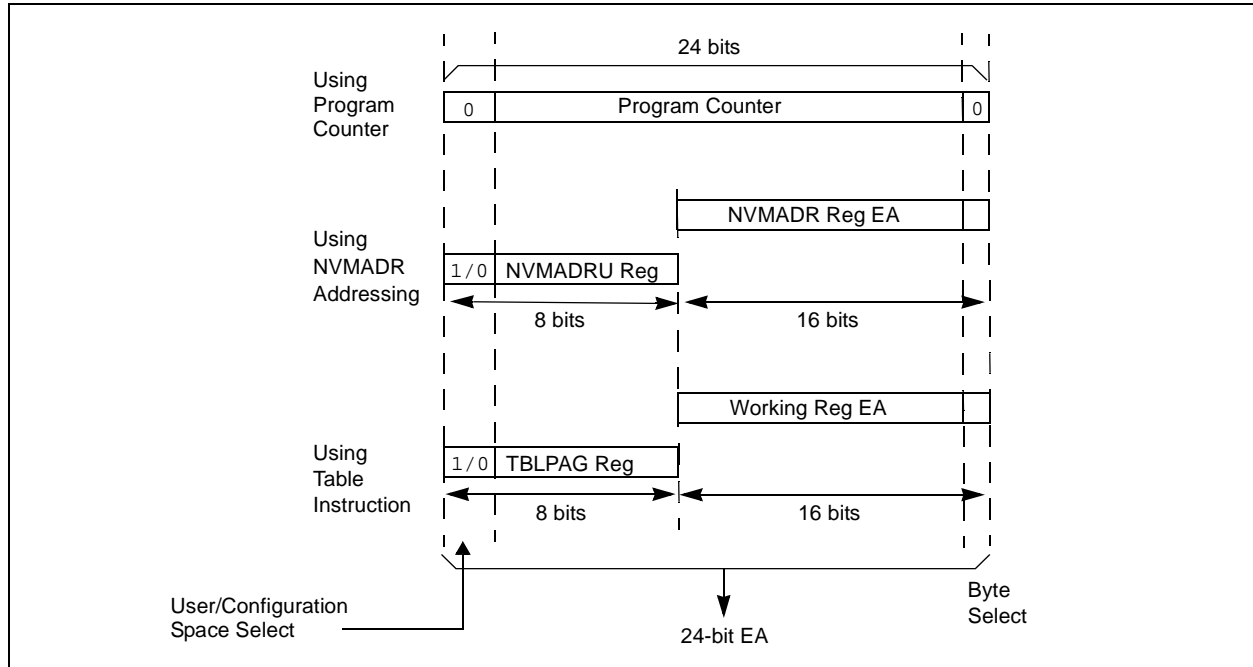 24 bits
Using
Program
Counter
0
Program Counter
0
NVMADR Reg EA
Using
NVMADR
Addressing
1/0
NVMADRU Reg
8 bits
16 bits
Working Reg EA
Using
Table
Instruction
1/0
TBLPAG Reg
8 bits
16 bits
User/Configuration
Space Select
24-bit EA
Byte
Select